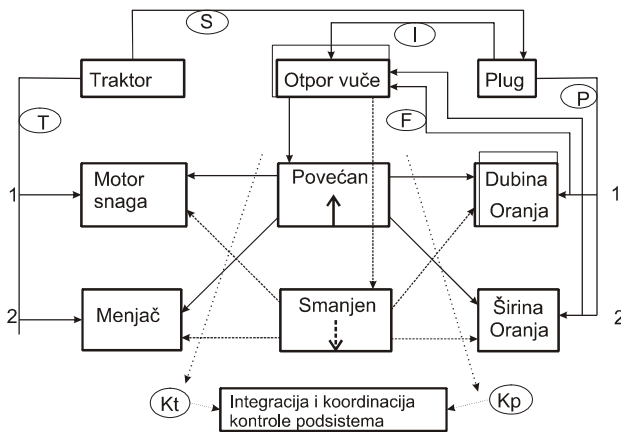 S
I
Traktor
Otpor vuče
Plug
T
F
P
1
Motor
snaga
Povećan
Dubina
Oranja
1
2
Menjač
Smanjen
Širina
Oranja
2
Kt
Integracija i koordinacija
kontrole podsistema
Kp